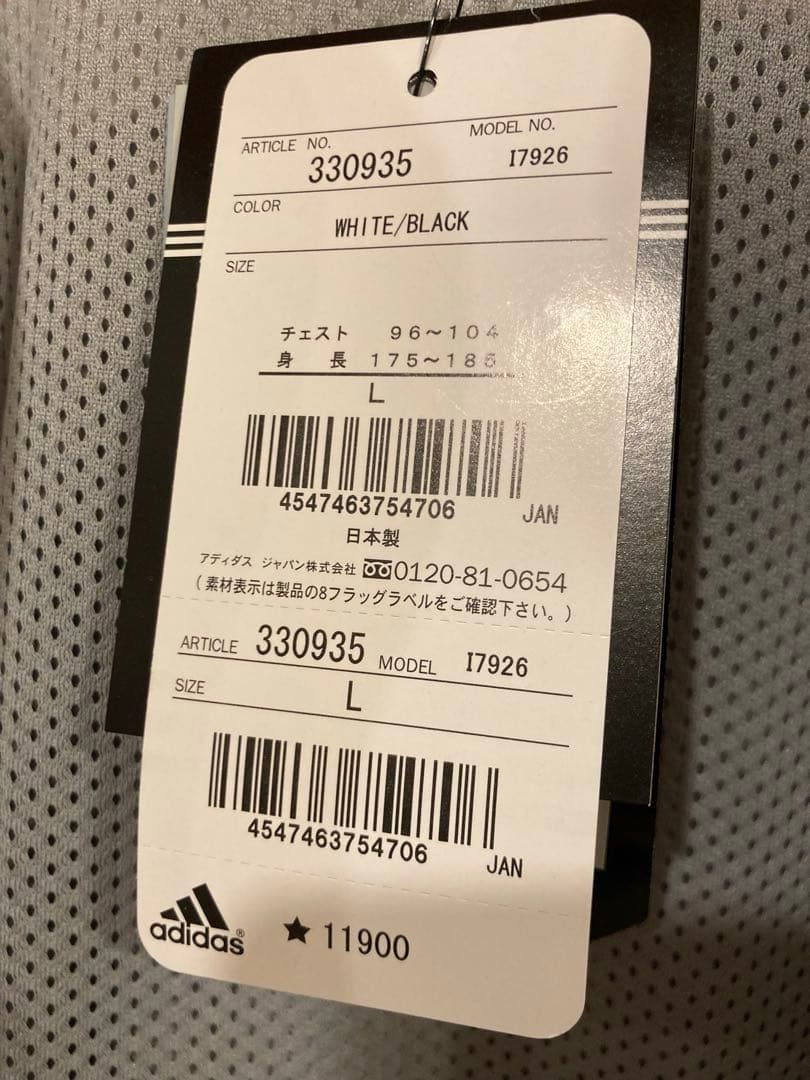 ARTICLE NO. 330935 MODEL NO. I7926
COLOR WHITE/BLACK
SIZE
チェスト 96～104
身 長 175～185
L
4547463754706 JAN
日本製
アディダス ジャパン株式会社 0120-81-0654
(素材表示は製品の8フラッグラベルをご確認下さい。)
ARTICLE 330935 MODEL I7926
SIZE L
4547463754706 JAN
adidas® ★11900